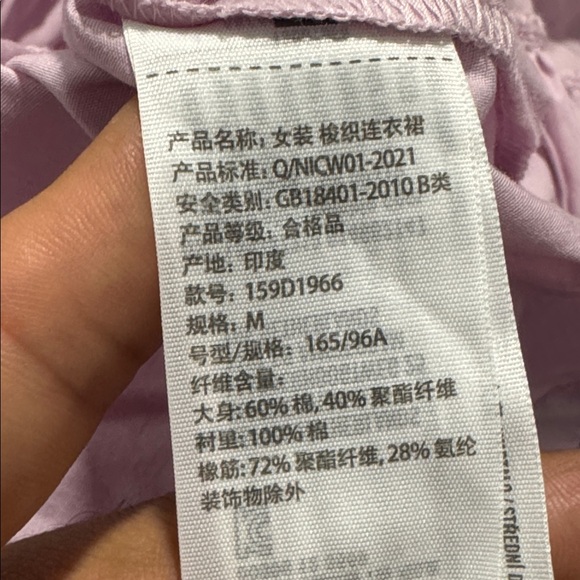 产品名称: 女装 梭织连衣裙
产品标准: Q/NICW01-2021
安全类别: GB18401-2010 B类
产品等级: 合格品
产地: 印度
款号: 159D1966
规格: M
号型/规格: 165/96A
纤维含量:
大身: 60% 棉, 40% 聚酯纤维
衬里: 100% 棉
橡筋: 72% 聚酯纤维, 28% 氨纶
装饰物除外